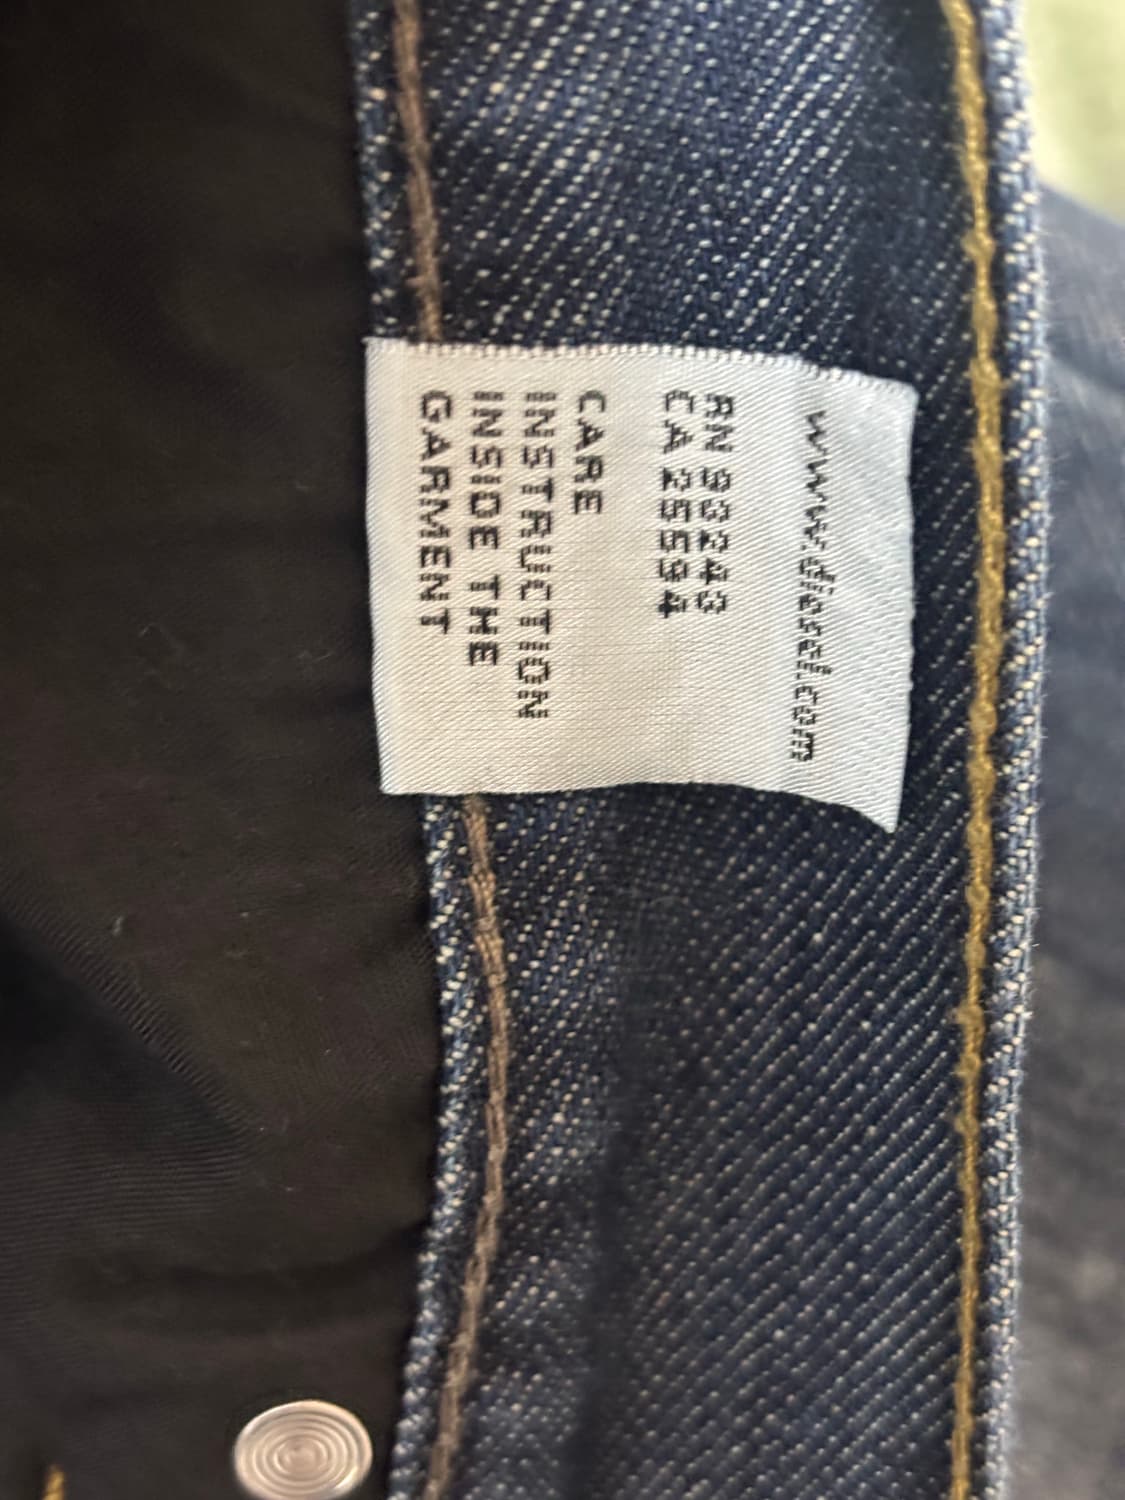 www.diesel.com
RN 93243
CA 25594
CARE
INSTRUCTION
INSIDE THE
GARMENT